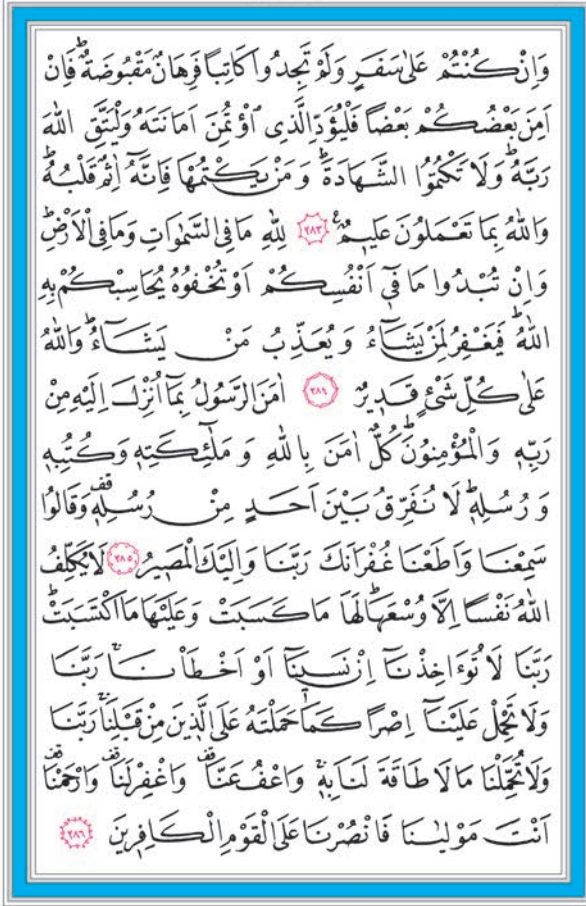 وَاِنْ كُنْتُمْ عَلٰى سَفَرٍ وَلَمْ تَجِدُوا كَاتِبًا فَرِهَانٌ مَقْبُوضَةٌۜ فَاِنْ
اَمِنَ بَعْضُكُمْ بَعْضًا فَلْيُؤَدِّ الَّذِي اؤْتُمِنَ اَمَانَتَهُ وَلْيَتَّقِ اللّٰهَ
رَبَّهُۜ وَلَا تَكْتُمُوا الشَّهَادَةَۜ وَمَنْ يَكْتُمْهَا فَاِنَّهُٓ اٰثِمٌ قَلْبُهُۜ
وَاللّٰهُ بِمَا تَعْمَلُونَ عَلِيمٌ ﴿٢٨٣﴾ لِلّٰهِ مَا فِي السَّمٰوَاتِ وَمَا فِي الْاَرْضِۜ
وَاِنْ تُبْدُوا مَا فٓي اَنْفُسِكُمْ اَوْ تُخْفُوهُ يُحَاسِبْكُمْ بِهِ
اللّٰهُۜ فَيَغْفِرُ لِمَنْ يَشَٓاءُ وَيُعَذِّبُ مَنْ يَشَٓاءُۜ وَاللّٰهُ
عَلٰى كُلِّ شَيْءٍ قَدِيرٌ ﴿٢٨٤﴾ اٰمَنَ الرَّسُولُ بِمَٓا اُنْزِلَ اِلَيْهِ مِنْ
رَبِّهٖ وَالْمُؤْمِنُونَۜ كُلٌّ اٰمَنَ بِاللّٰهِ وَمَلٰٓئِكَتِهٖ وَكُتُبِهٖ
وَرُسُلِهٖۜ لَا نُفَرِّقُ بَيْنَ اَحَدٍ مِنْ رُسُلِهٖ وَقَالُوا
سَمِعْنَا وَاَطَعْنَا غُفْرَانَكَ رَبَّنَا وَاِلَيْكَ الْمَصِيرُ ﴿٢٨٥﴾ لَا يُكَلِّفُ
اللّٰهُ نَفْسًا اِلَّا وُسْعَهَاۜ لَهَا مَا كَسَبَتْ وَعَلَيْهَا مَا اكْتَسَبَتْۜ
رَبَّنَا لَا تُؤَاخِذْنَٓا اِنْ نَسِينَٓا اَوْ اَخْطَأْنَاۚ رَبَّنَا
وَلَا تَحْمِلْ عَلَيْنَٓا اِصْرًا كَمَا حَمَلْتَهُ عَلَى الَّذِينَ مِنْ قَبْلِنَاۚ رَبَّنَا
وَلَا تُحَمِّلْنَا مَا لَا طَاقَةَ لَنَا بِهٖۚ وَاعْفُ عَنَّا وَاغْفِرْ لَنَا وَارْحَمْنَا
اَنْتَ مَوْلٰينَا فَانْصُرْنَا عَلَى الْقَوْمِ الْكَافِرِينَ ﴿٢٨٦﴾